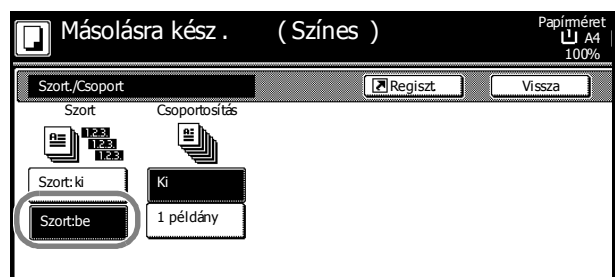 Másolásra kész. (Színes)
Papírméret
A4
100%
Szort./Csoport
Regiszt.
Vissza
Szort
Csoportosítás
1.2.3.
1.2.3.
1.2.3.
Szort:ki
Ki
Szort:be
1 példány